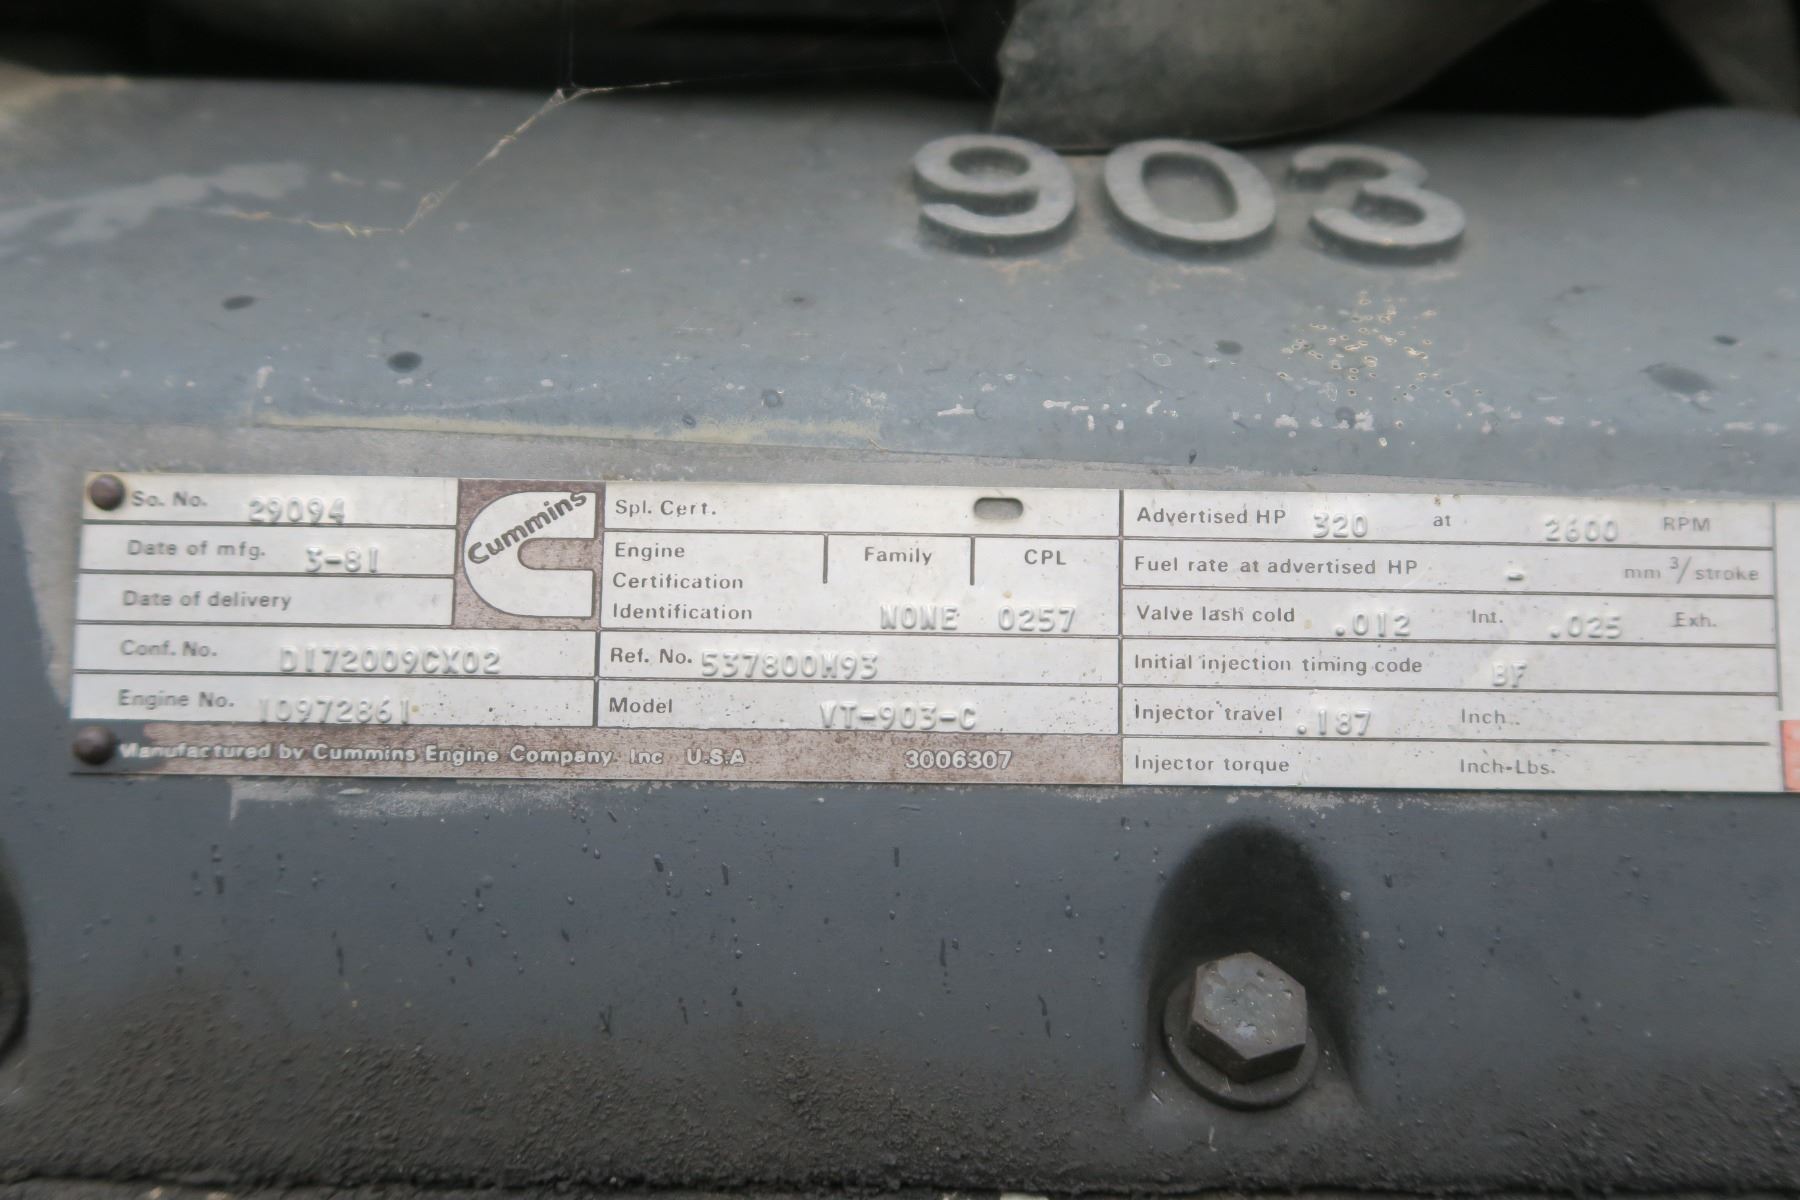 903
So. No. 29094
Date of mfg. 3-81
Date of delivery
Conf. No. DI72009CX02
Engine No. 10972861
Cummins
Spl. Cert.
Engine Family CPL
Certification
Identification NONE 0257
Ref. No. 537800M93
Model VT-903-C
Manufactured by Cummins Engine Company Inc U.S.A 3006307
Advertised HP 320 at 2600 RPM
Fuel rate at advertised HP - mm³/stroke
Valve lash cold .012 Int. .025 Exh.
Initial injection timing code BF
Injector travel .187 Inch
Injector torque Inch-Lbs.